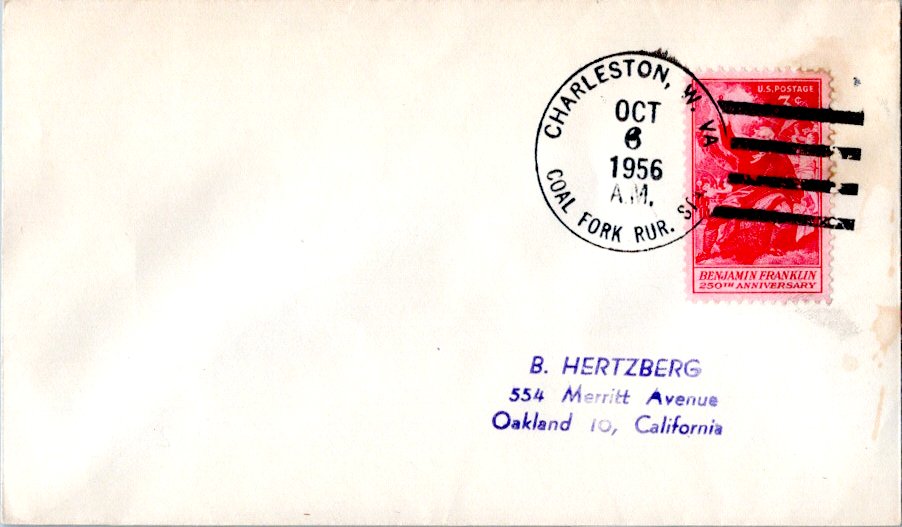 CHARLESTON, W. VA
OCT
6
1956
A.M.
COAL FORK RUR. STA
U.S. POSTAGE
3¢
BENJAMIN FRANKLIN
250TH ANNIVERSARY
B. HERTZBERG
554 Merritt Avenue
Oakland 10, California